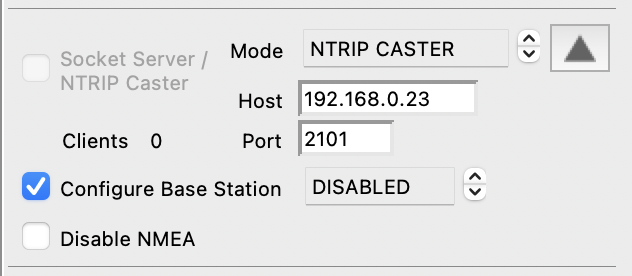 Socket Server /
NTRIP Caster
Mode NTRIP CASTER
Host 192.168.0.23
Clients 0 Port 2101
Configure Base Station DISABLED
Disable NMEA